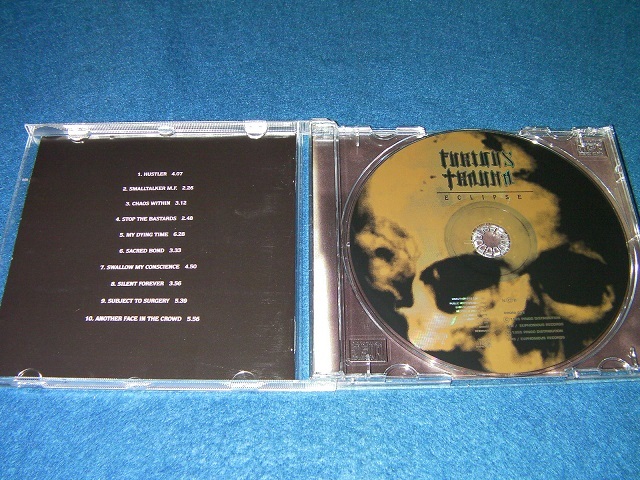 1. HUSTLER 4.07
2. SMALLTALKER M.F. 2.26
3. CHAOS WITHIN 3.12
4. STOP THE BASTARDS 2.48
5. MY DYING TIME 6.28
6. SACRED BOND 3.33
7. SWALLOW MY CONSCIENCE 4.50
8. SILENT FOREVER 3.56
9. SUBJECT TO SURGERY 5.39
10. ANOTHER FACE IN THE CROWD 5.56
FURIOUS
TRAUMA
ECLIPSE